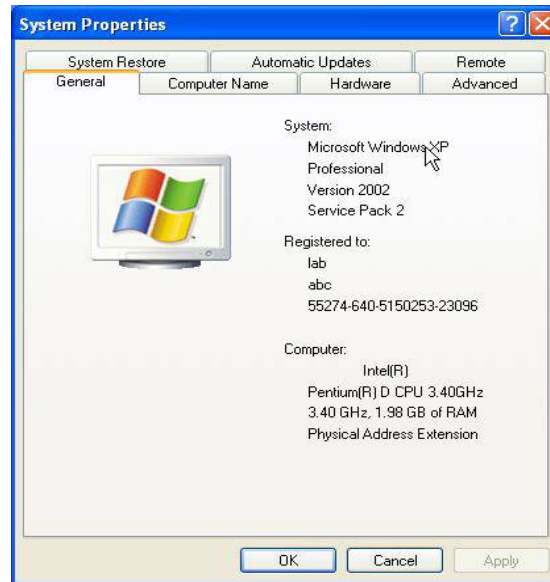 System Properties
System Restore Automatic Updates Remote
General Computer Name Hardware Advanced
System:
Microsoft Windows XP
Professional
Version 2002
Service Pack 2
Registered to:
lab
abc
55274-640-5150253-23096
Computer:
Intel(R)
Pentium(R) D CPU 3.40GHz
3.40 GHz, 1.98 GB of RAM
Physical Address Extension
OK Cancel Apply